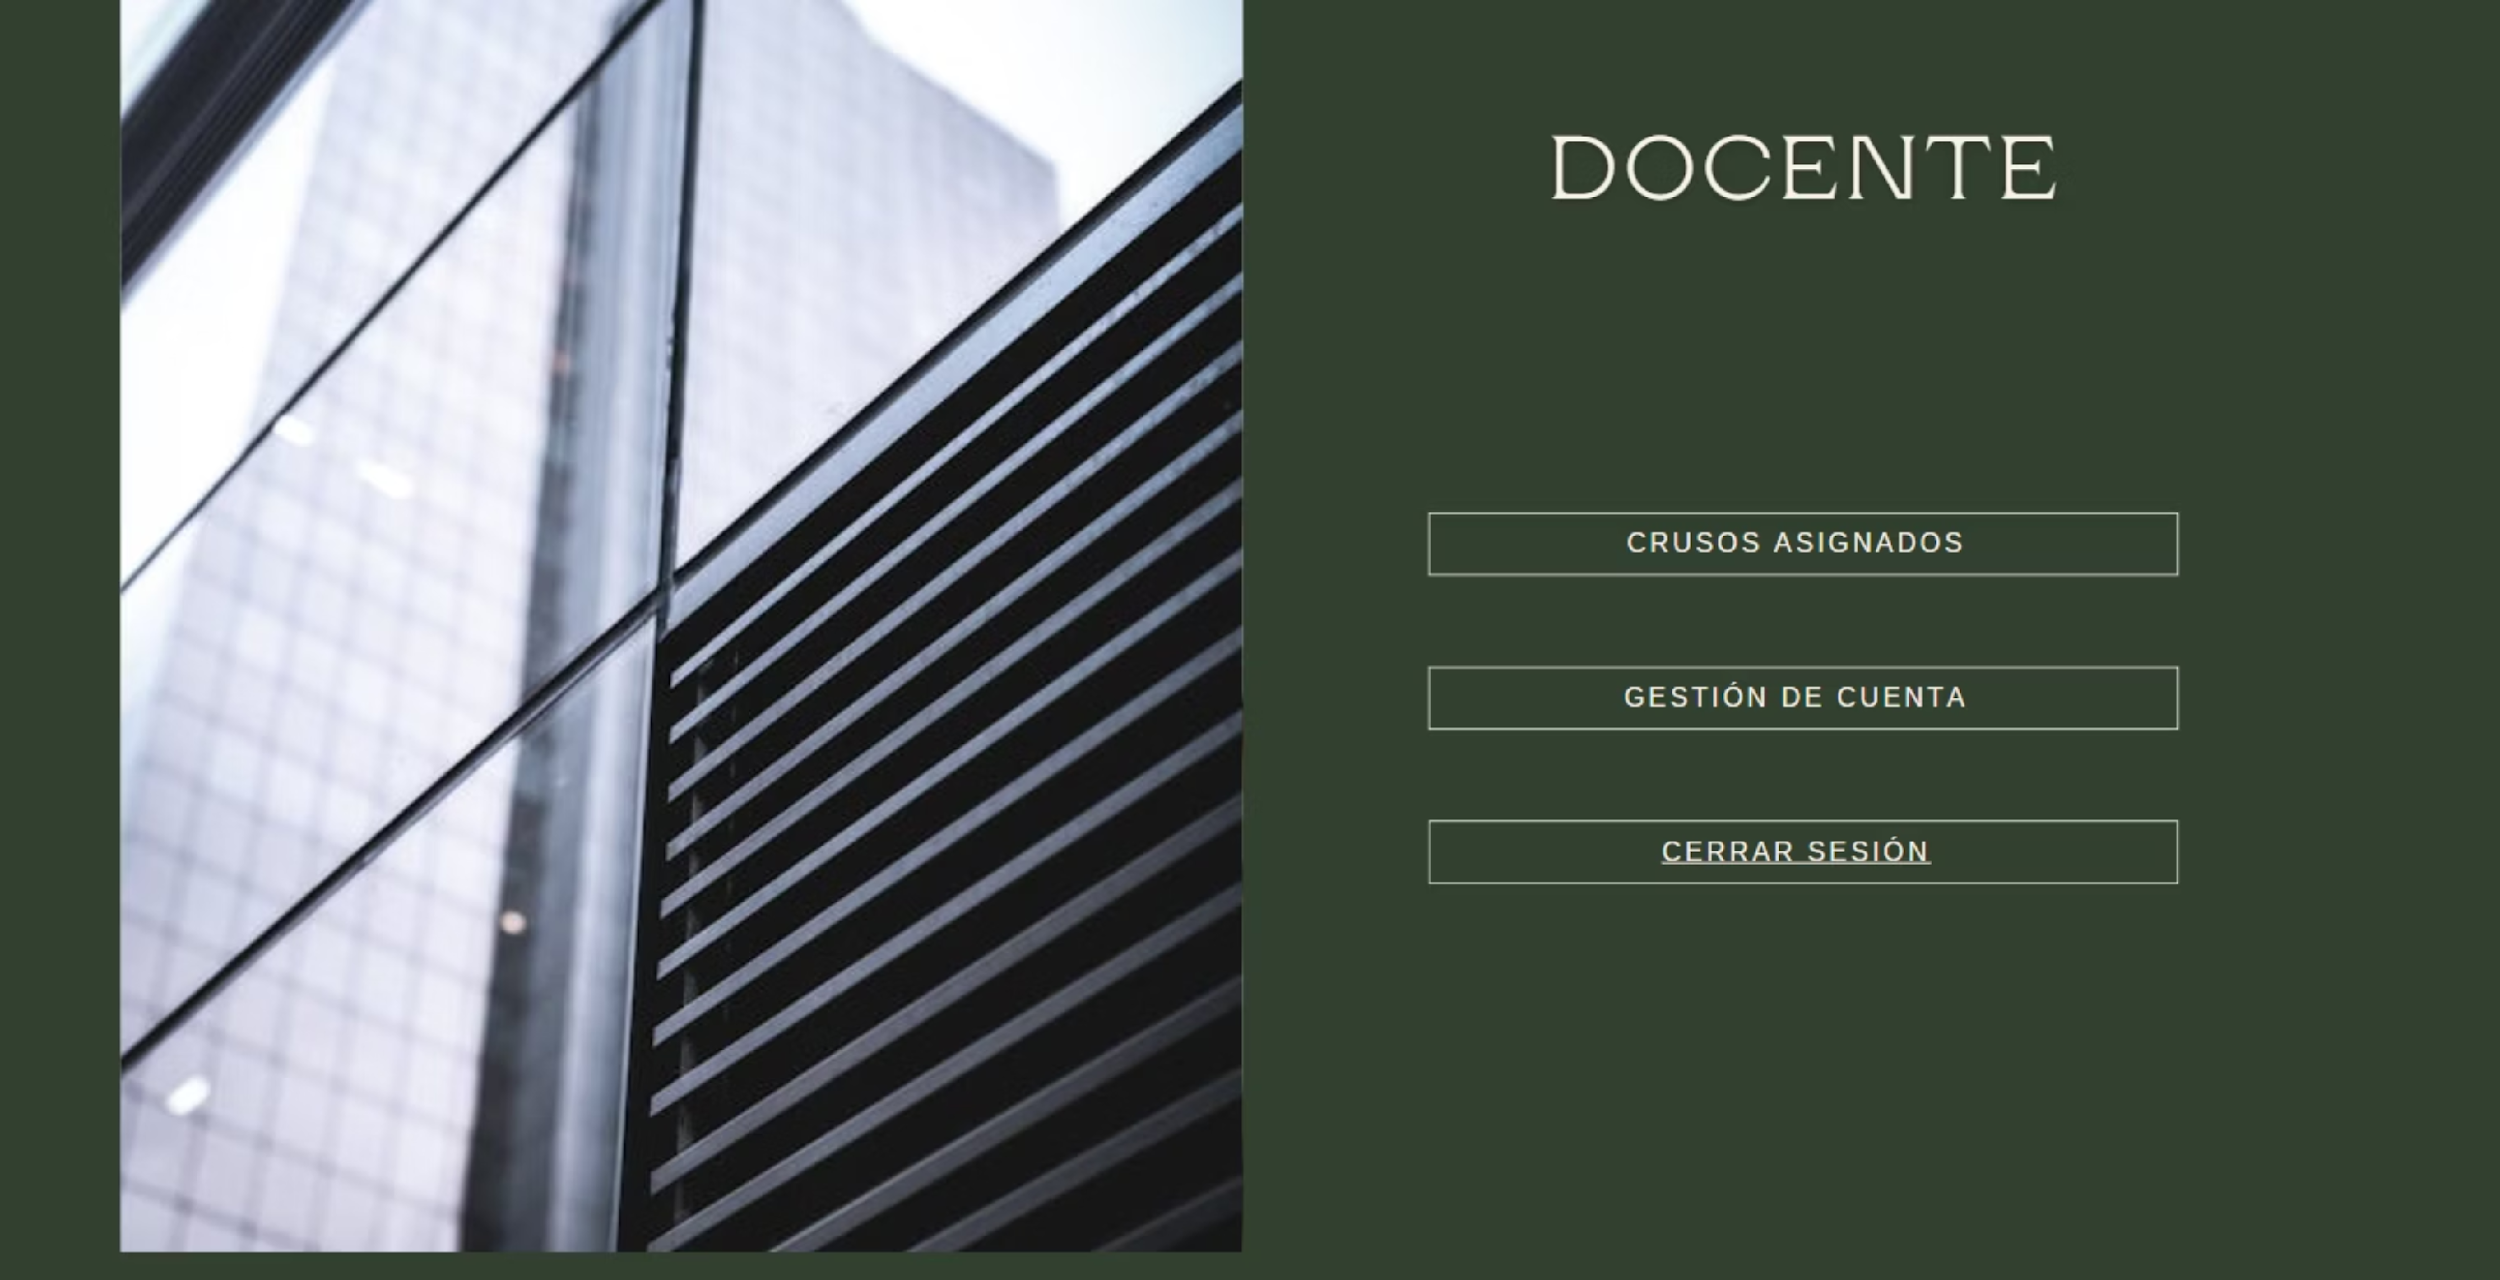 DOCENTE
CRUSOS ASIGNADOS
GESTIÓN DE CUENTA
CERRAR SESIÓN